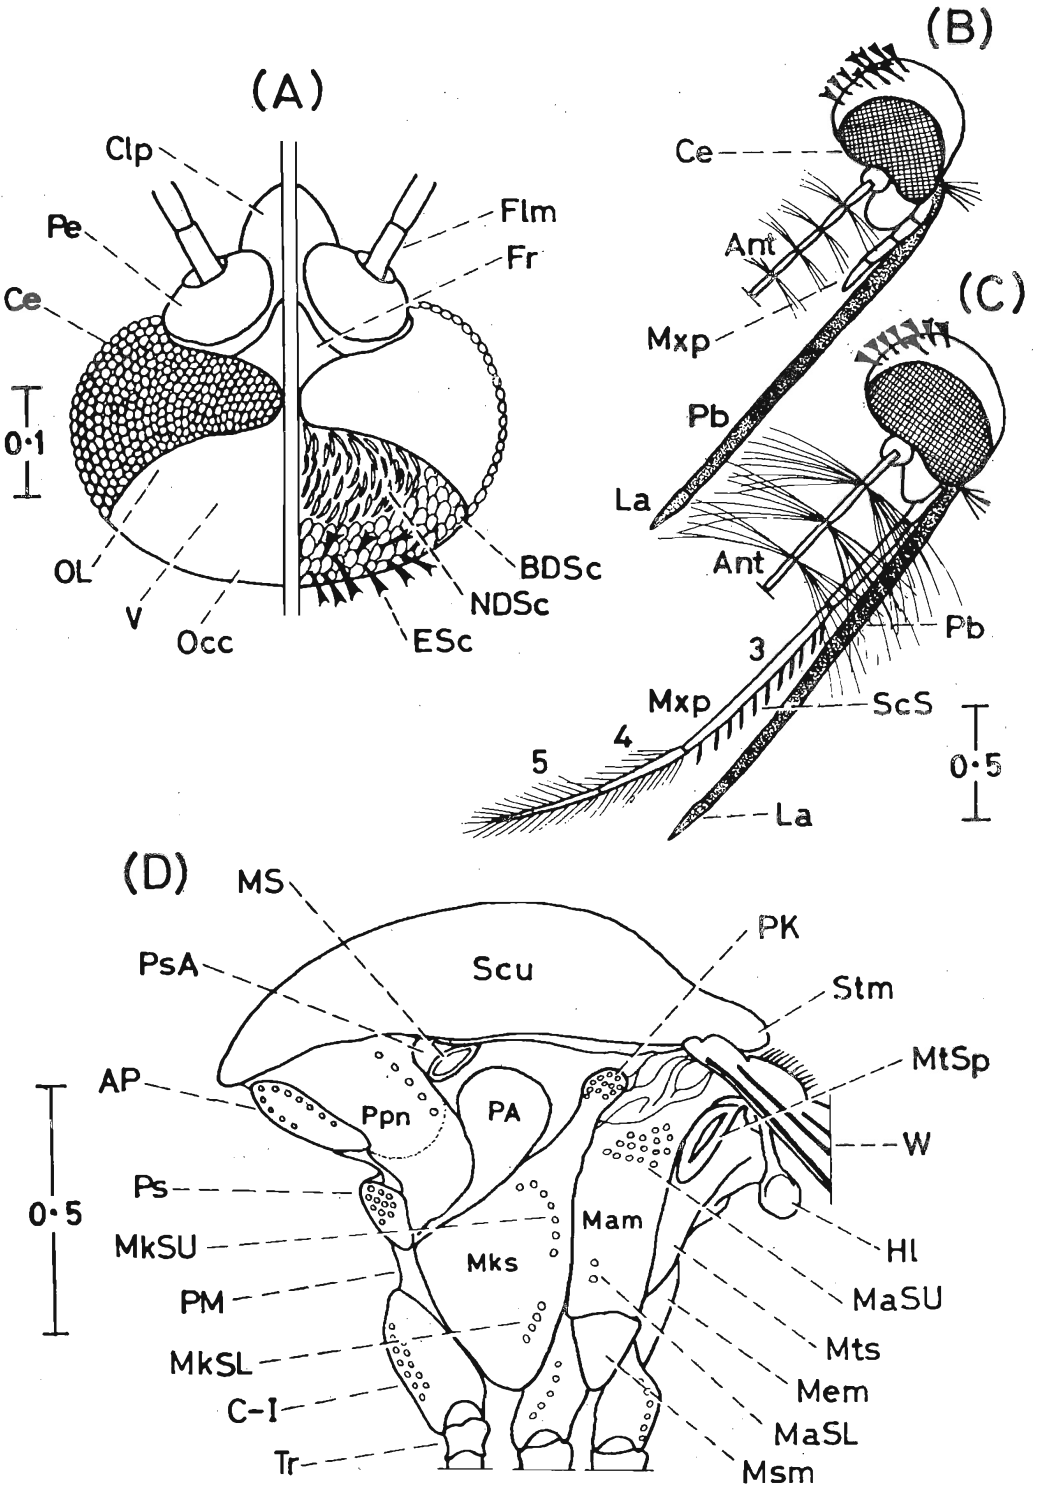 (A)
Clp
Pe
Ce
0·1
OL
V
Occ
Flm
Fr
BDSc
NDSc
ESc
(B)
Ce
Ant
Mxp
Pb
La
(C)
Ant
Pb
3
Mxp
ScS
4
5
0·5
La
(D)
MS
PsA
Scu
PK
Stm
AP
Ppn
PA
MtSp
W
Ps
0·5
MkSU
Mks
Mam
Hl
PM
MaSU
MkSL
Mts
C-I
Mem
Tr
MaSL
Msm